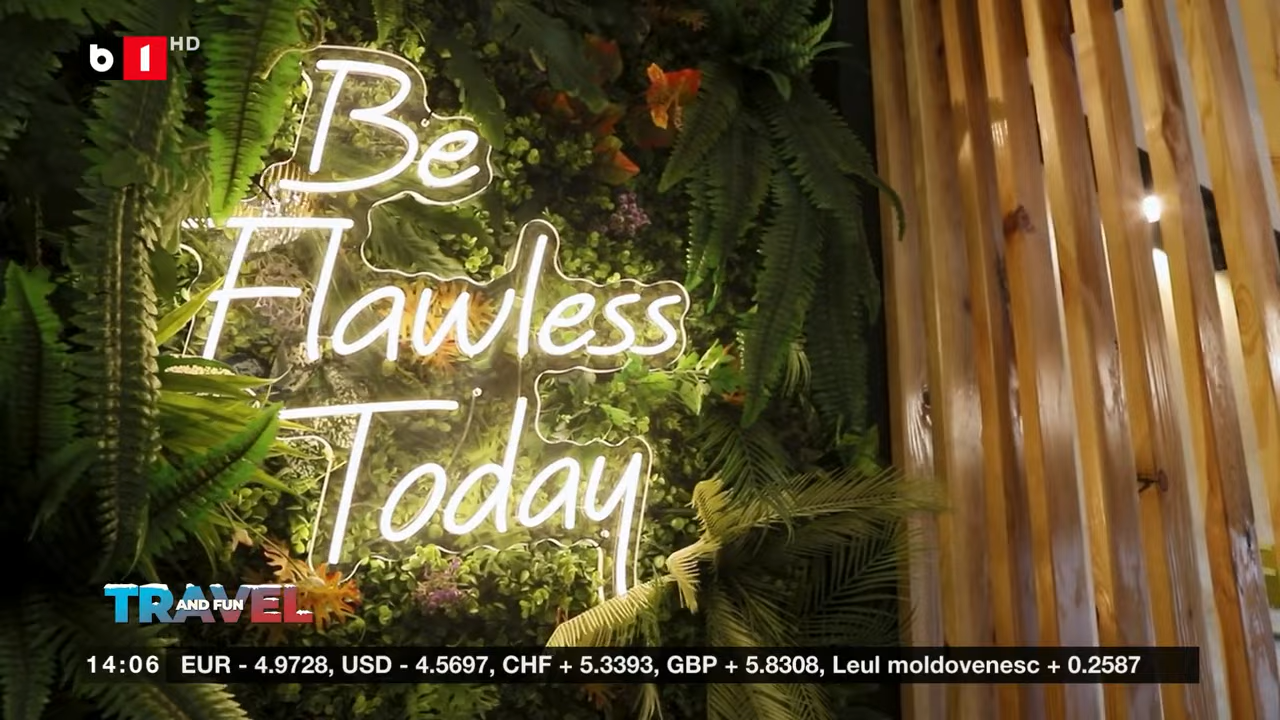 b1 HD
Be
Flawless
Today
TRAVEL
AND FUN
14:06 EUR - 4.9728, USD - 4.5697, CHF + 5.3393, GBP + 5.8308, Leul moldovenesc + 0.2587